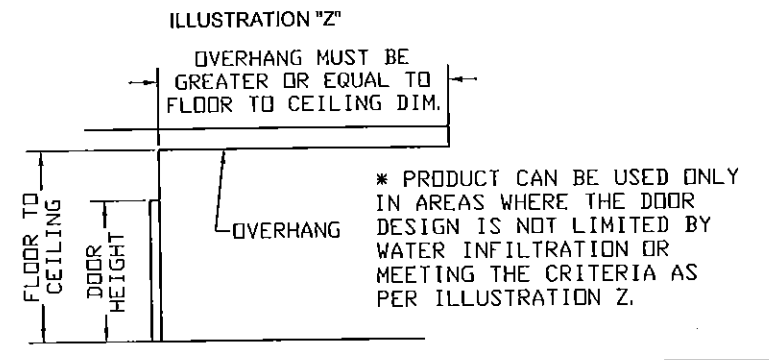 ILLUSTRATION "Z"
OVERHANG MUST BE
GREATER OR EQUAL TO
FLOOR TO CEILING DIM.
FLOOR TO
CEILING
DOOR
HEIGHT
OVERHANG
* PRODUCT CAN BE USED ONLY
IN AREAS WHERE THE DOOR
DESIGN IS NOT LIMITED BY
WATER INFILTRATION OR
MEETING THE CRITERIA AS
PER ILLUSTRATION Z.